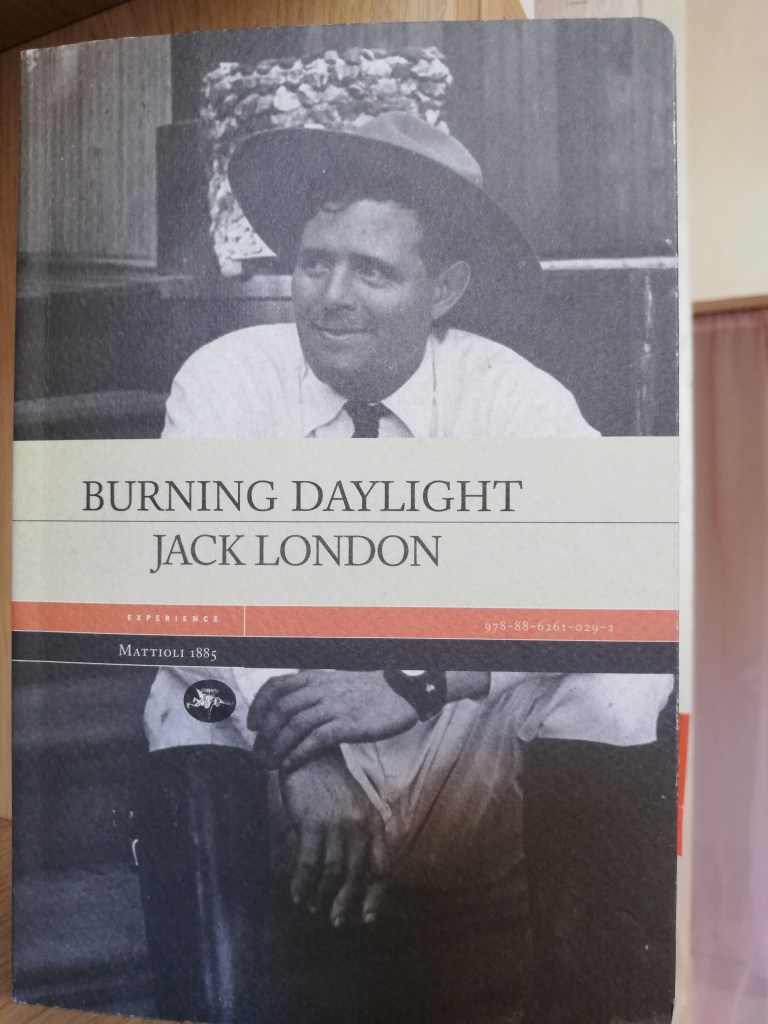 BURNING DAYLIGHT
JACK LONDON
EXPERIENCE
978-88-6261-029-2
MATTIOLI 1885